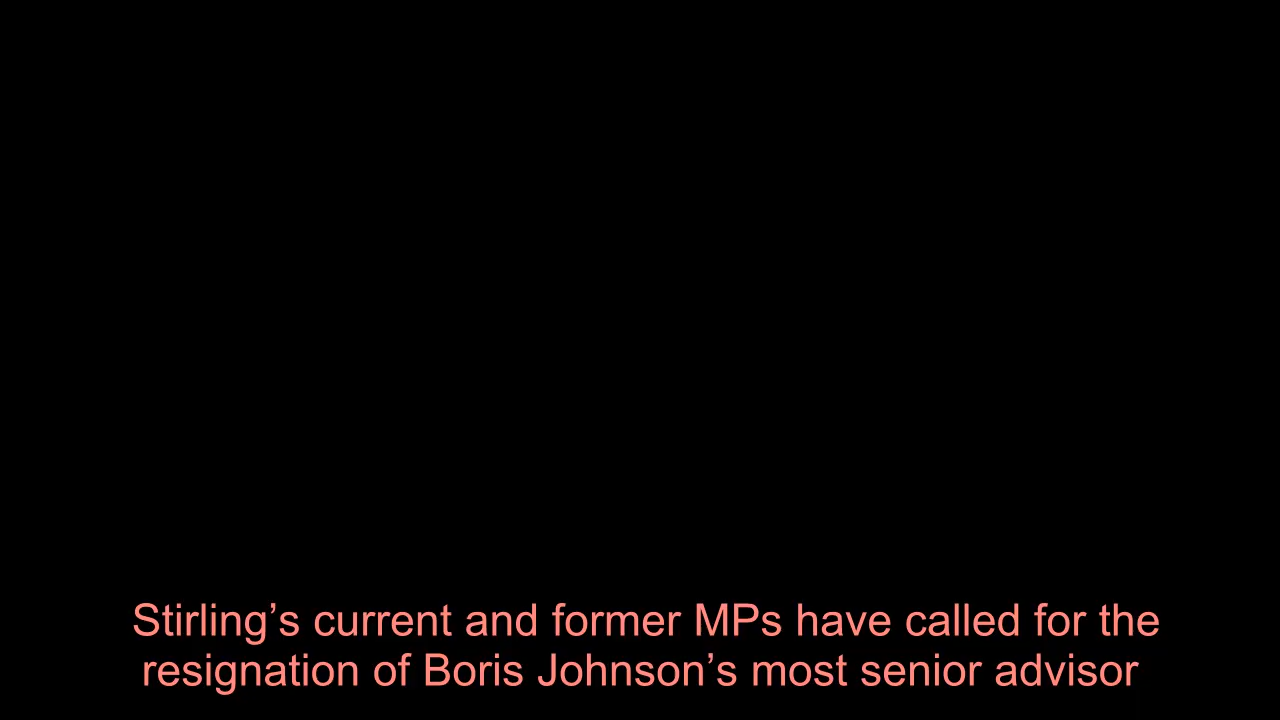 Stirling’s current and former MPs have called for the
resignation of Boris Johnson’s most senior advisor